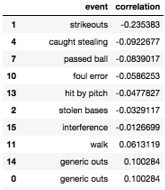 event correlation
1 strikeouts -0.235383
4 caught stealing -0.0922677
7 passed ball -0.0839017
10 foul error -0.0586253
13 hit by pitch -0.0477827
2 stolen bases -0.0329117
15 interference -0.0126699
11 walk 0.0613119
14 generic outs 0.100284
0 generic outs 0.100284